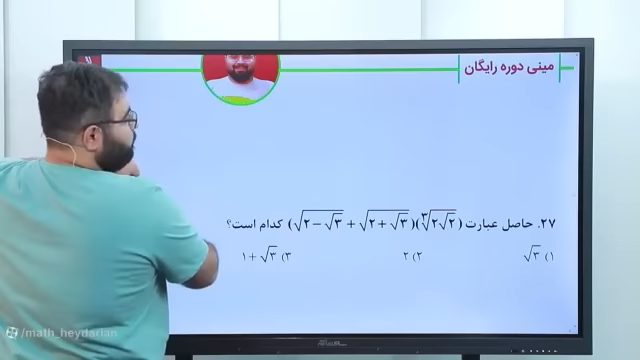 مینی دوره رایگان
۲۷. حاصل عبارت (√(۲−√۳) + √(۲+√۳))(∛(۲√۲)) کدام است؟
۱) √۳ ۲) ۲ ۳) ۱+√۳
/math_heydarian